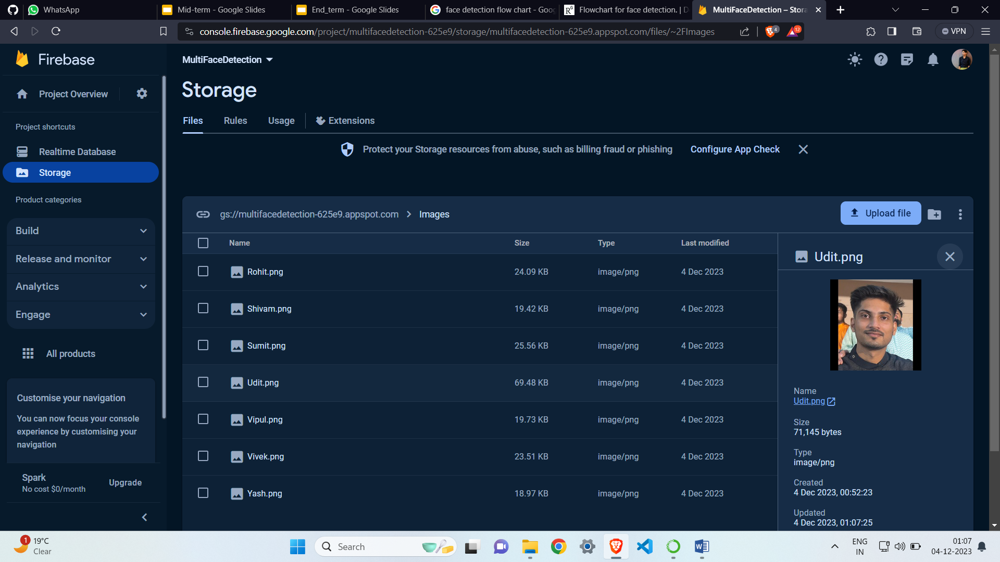 WhatsApp
Mid-term - Google Slides
End_term - Google Slides
face detection flow chart - Goo
Flowchart for face detection. | D
MultiFaceDetection – Stora
console.firebase.google.com/project/multifacedetection-625e9/storage/multifacedetection-625e9.appspot.com/files/~2FImages
4
12
VPN
Firebase
Project Overview
Project shortcuts
Realtime Database
Storage
Product categories
Build
Release and monitor
Analytics
Engage
All products
Customise your navigation
You can now focus your console
experience by customising your
navigation
Spark
No cost $0/month
Upgrade
MultiFaceDetection
Storage
Files
Rules
Usage
Extensions
Protect your Storage resources from abuse, such as billing fraud or phishing
Configure App Check
gs://multifacedetection-625e9.appspot.com
Images
Upload file
Name Size Type Last modified
Rohit.png 24.09 KB image/png 4 Dec 2023
Shivam.png 19.42 KB image/png 4 Dec 2023
Sumit.png 25.56 KB image/png 4 Dec 2023
Udit.png 69.48 KB image/png 4 Dec 2023
Vipul.png 19.73 KB image/png 4 Dec 2023
Vivek.png 23.51 KB image/png 4 Dec 2023
Yash.png 18.97 KB image/png 4 Dec 2023
Udit.png
Name
Udit.png
Size
71,145 bytes
Type
image/png
Created
4 Dec 2023, 00:52:23
Updated
4 Dec 2023, 01:07:25
1
19°C
Clear
Search
ENG
IN
01:07
04-12-2023